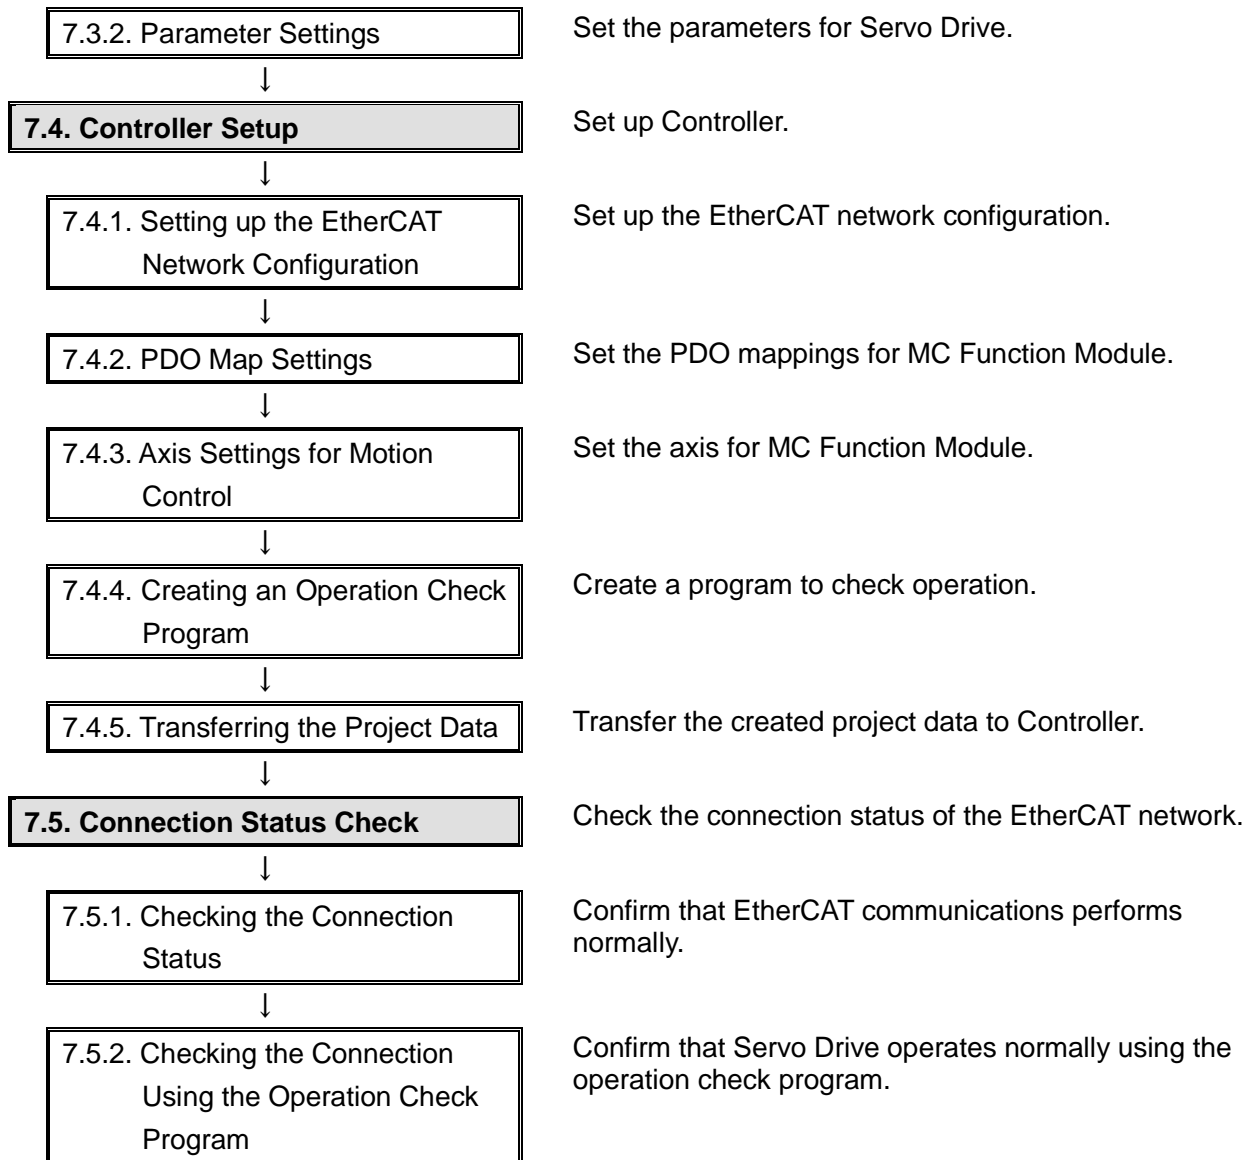 7.3.2. Parameter Settings
Set the parameters for Servo Drive.
↓
7.4. Controller Setup
Set up Controller.
↓
7.4.1. Setting up the EtherCAT
Network Configuration
Set up the EtherCAT network configuration.
↓
7.4.2. PDO Map Settings
Set the PDO mappings for MC Function Module.
↓
7.4.3. Axis Settings for Motion
Control
Set the axis for MC Function Module.
↓
7.4.4. Creating an Operation Check
Program
Create a program to check operation.
↓
7.4.5. Transferring the Project Data
Transfer the created project data to Controller.
↓
7.5. Connection Status Check
Check the connection status of the EtherCAT network.
↓
7.5.1. Checking the Connection
Status
Confirm that EtherCAT communications performs
normally.
↓
7.5.2. Checking the Connection
Using the Operation Check
Program
Confirm that Servo Drive operates normally using the
operation check program.